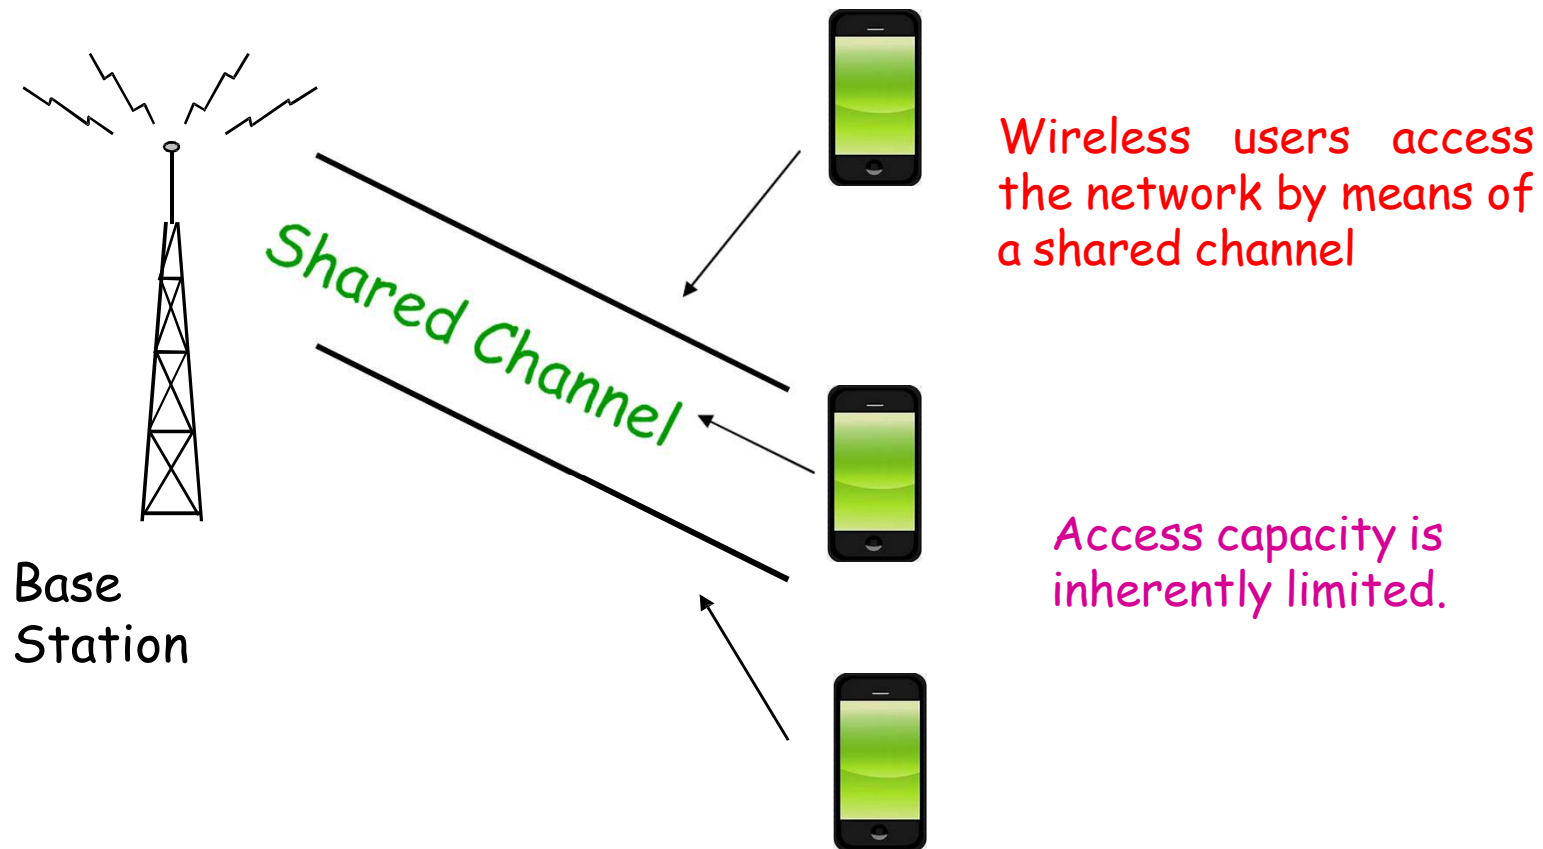 Wireless users access
the network by means of
a shared channel
Shared Channel
Access capacity is
inherently limited.
Base
Station